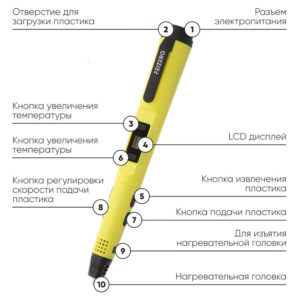 Отверстие для
загрузки пластика
Разъем
электропитания
2
1
FEIZERG
Кнопка увеличения
температуры
3
Кнопка увеличения
температуры
4
LCD дисплей
6
Кнопка регулировки
скорости подачи
пластика
Кнопка извлечения
пластика
5
8
7
Кнопка подачи пластика
Для изъятия
нагревательной головки
9
10
Нагревательная головка